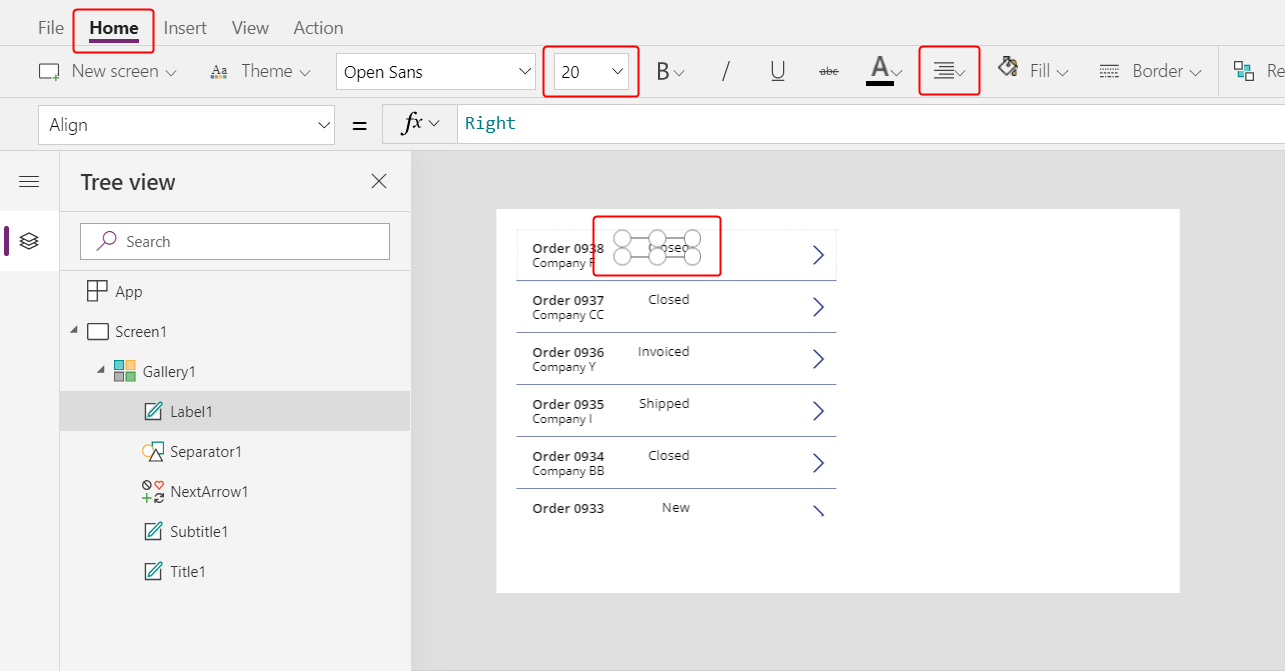 File Home Insert View Action
New screen Aa Theme Open Sans 20 B / U abc A Fill Border Re
Align = fx Right
Tree view
Search
App
Screen1
Gallery1
Label1
Separator1
NextArrow1
Subtitle1
Title1
Order 0938 Closed
Company F
Order 0937 Closed
Company CC
Order 0936 Invoiced
Company Y
Order 0935 Shipped
Company I
Order 0934 Closed
Company BB
Order 0933 New